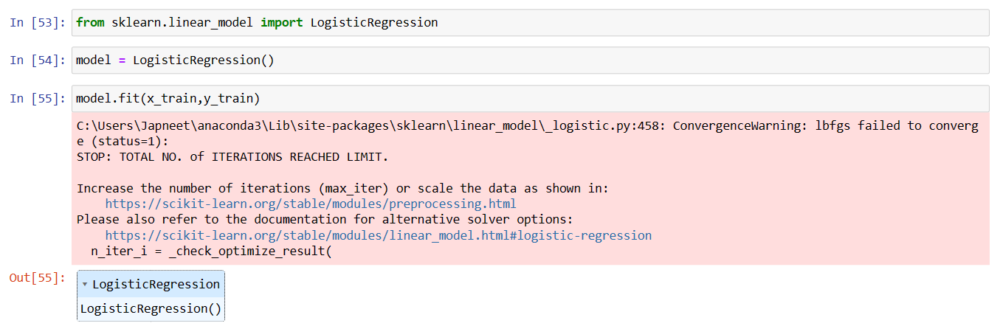 In [53]: from sklearn.linear_model import LogisticRegression
In [54]: model = LogisticRegression()
In [55]: model.fit(x_train,y_train)
C:\Users\Japneet\anaconda3\Lib\site-packages\sklearn\linear_model\_logistic.py:458: ConvergenceWarning: lbfgs failed to converg
e (status=1):
STOP: TOTAL NO. of ITERATIONS REACHED LIMIT.
Increase the number of iterations (max_iter) or scale the data as shown in:
https://scikit-learn.org/stable/modules/preprocessing.html
Please also refer to the documentation for alternative solver options:
https://scikit-learn.org/stable/modules/linear_model.html#logistic-regression
n_iter_i = _check_optimize_result(
Out[55]: ▾ LogisticRegression
LogisticRegression()